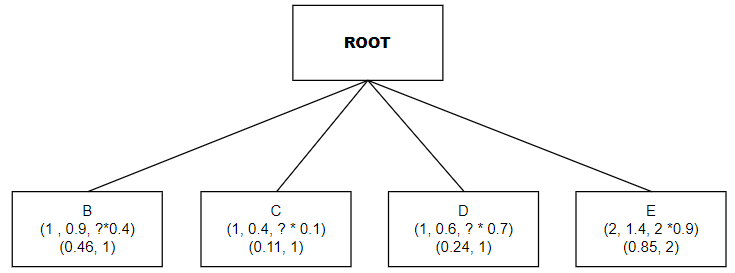 ROOT
B
(1 , 0.9, ?*0.4)
(0.46, 1)
C
(1, 0.4, ? * 0.1)
(0.11, 1)
D
(1, 0.6, ? * 0.7)
(0.24, 1)
E
(2, 1.4, 2 *0.9)
(0.85, 2)